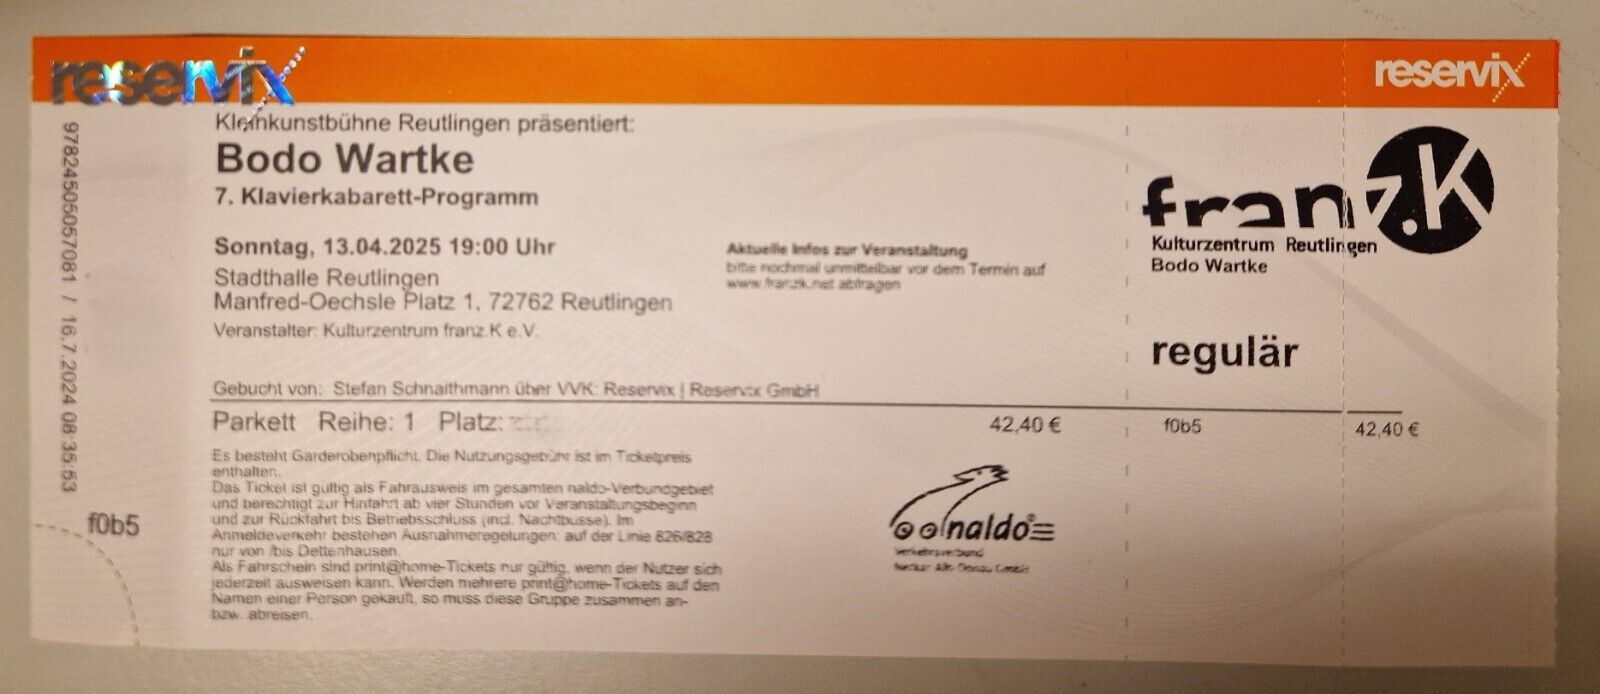 reservix
reservix
9782450505057081 / 16.7.2024 08:35:53
f0b5
Kleinkunstbühne Reutlingen präsentiert:
Bodo Wartke
7. Klavierkabarett-Programm
Sonntag, 13.04.2025 19:00 Uhr
Stadthalle Reutlingen
Manfred-Oechsle Platz 1, 72762 Reutlingen
Veranstalter: Kulturzentrum franz.K e.V.
Aktuelle Infos zur Veranstaltung
bitte nochmal unmittelbar vor dem Termin auf
www.franzk.net abfragen
Gebucht von: Stefan Schnaithmann über VVK: Reservix | Reservix GmbH
Parkett Reihe: 1 Platz:
42,40 €
Es besteht Garderobenpflicht. Die Nutzungsgebühr ist im Ticketpreis
enthalten.
Das Ticket ist gültig als Fahrausweis im gesamten naldo-Verbundgebiet
und berechtigt zur Hinfahrt ab vier Stunden vor Veranstaltungsbeginn
und zur Rückfahrt bis Betriebsschluss (incl. Nachtbusse). Im
Anmeldeverkehr bestehen Ausnahmeregelungen: auf der Linie 826/828
nur von /bis Dettenhausen.
Als Fahrschein sind print@home-Tickets nur gültig, wenn der Nutzer sich
jederzeit ausweisen kann. Werden mehrere print@home-Tickets auf den
Namen einer Person gekauft, so muss diese Gruppe zusammen an-
bzw. abreisen.
naldo
Verkehrsverbund
Neckar-Alb-Donau GmbH
franz.K
Kulturzentrum Reutlingen
Bodo Wartke
regulär
f0b5
42,40 €